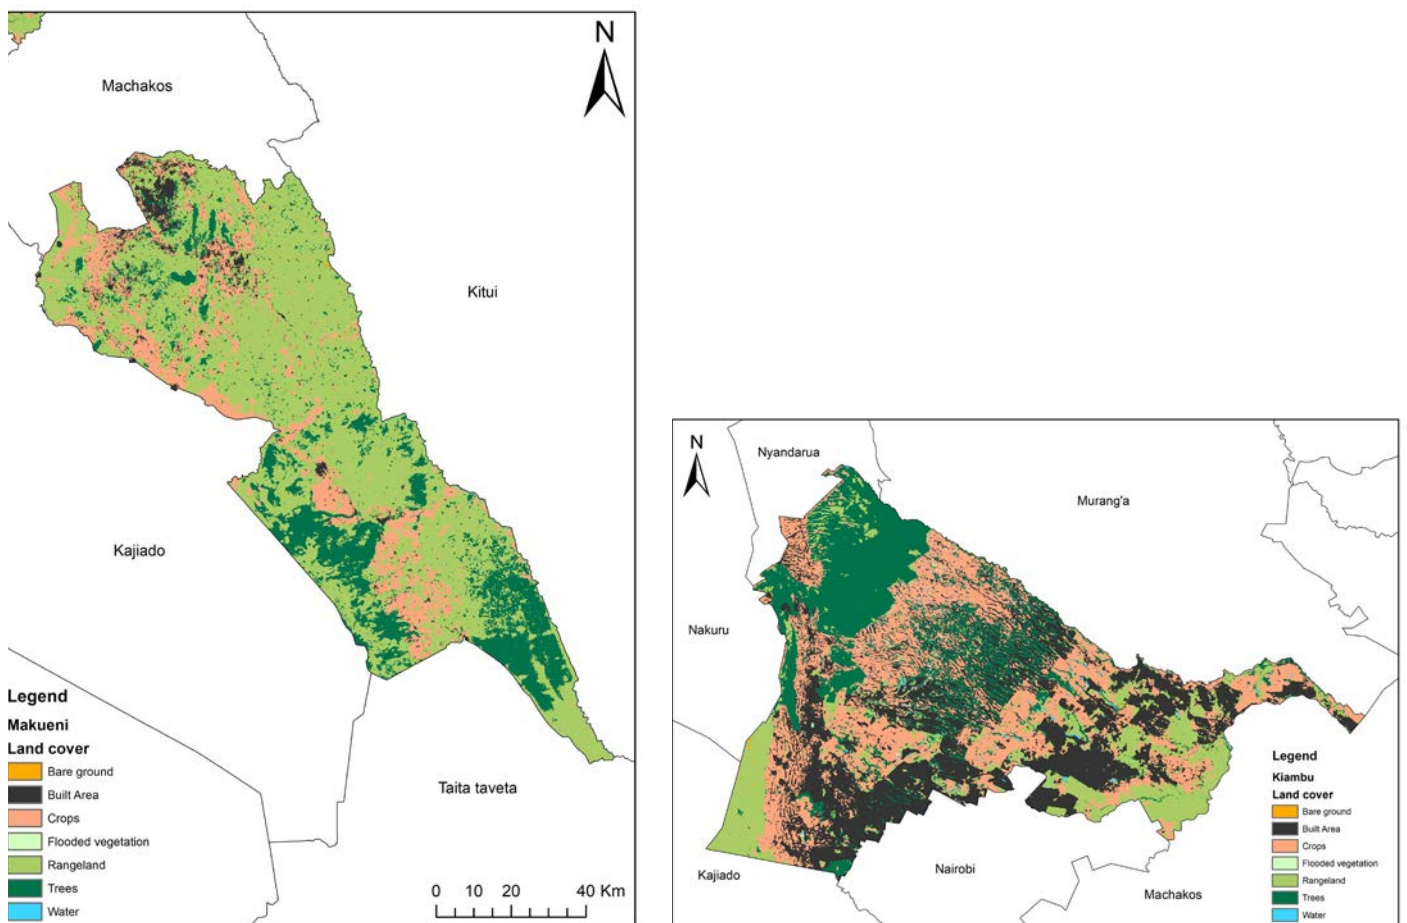 N
Machakos
Kitui
Kajiado
Taita taveta
Legend
Makueni
Land cover
Bare ground
Built Area
Crops
Flooded vegetation
Rangeland
Trees
Water
0 10 20 40 Km
N
Nyandarua
Murang'a
Nakuru
Kajiado
Nairobi
Machakos
Legend
Kiambu
Land cover
Bare ground
Built Area
Crops
Flooded vegetation
Rangeland
Trees
Water